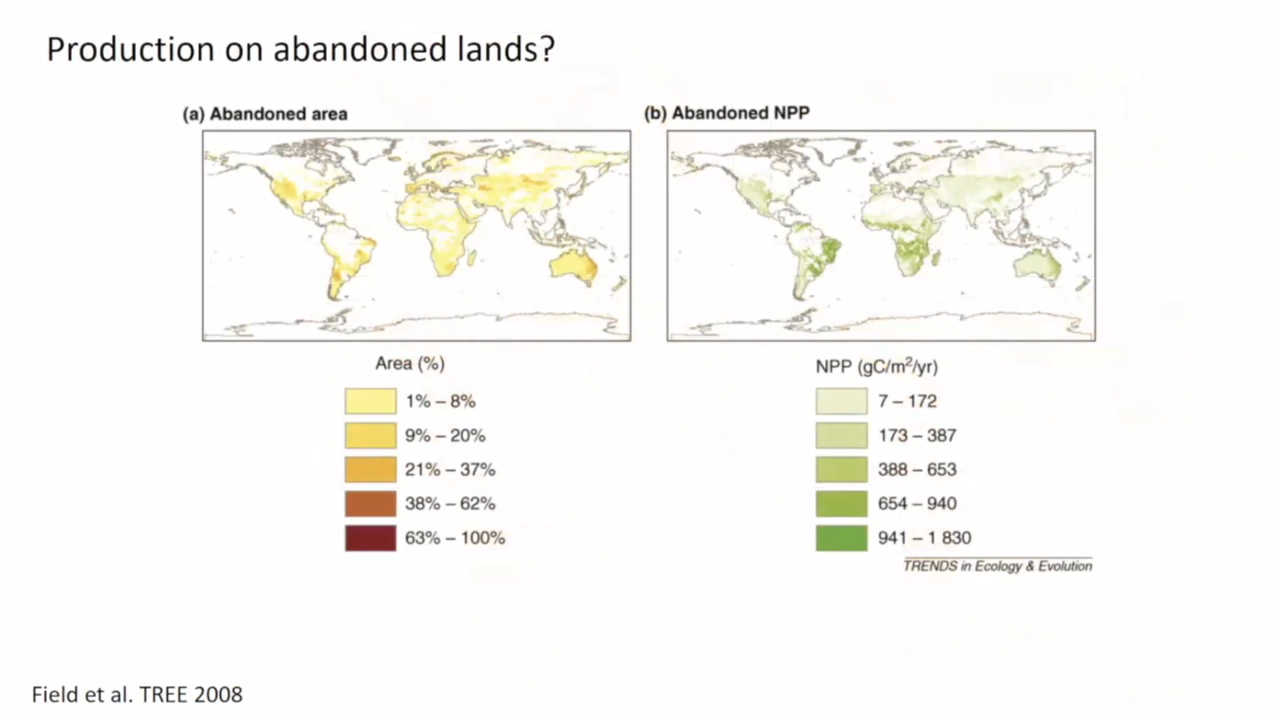 Production on abandoned lands?
(a) Abandoned area
(b) Abandoned NPP
Area (%)
1% – 8%
9% – 20%
21% – 37%
38% – 62%
63% – 100%
NPP (gC/m²/yr)
7 – 172
173 – 387
388 – 653
654 – 940
941 – 1 830
TRENDS in Ecology & Evolution
Field et al. TREE 2008